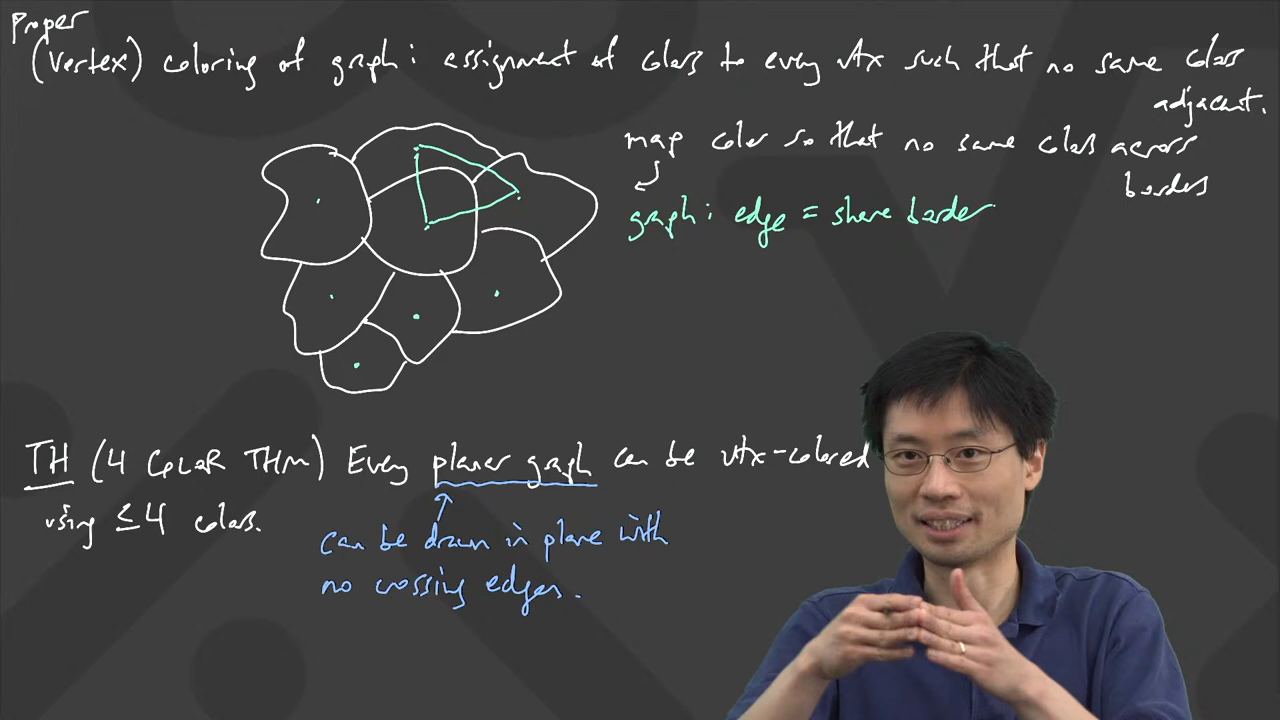 Proper
(vertex) coloring of graph: assignment of colors to every vtx such that no same colors
adjacent.
map color so that no same colors across
borders
graph: edge = share border
TH (4 COLOR THM) Every planar graph can be vtx-colored
using ≤4 colors.
can be drawn in plane with
no crossing edges.